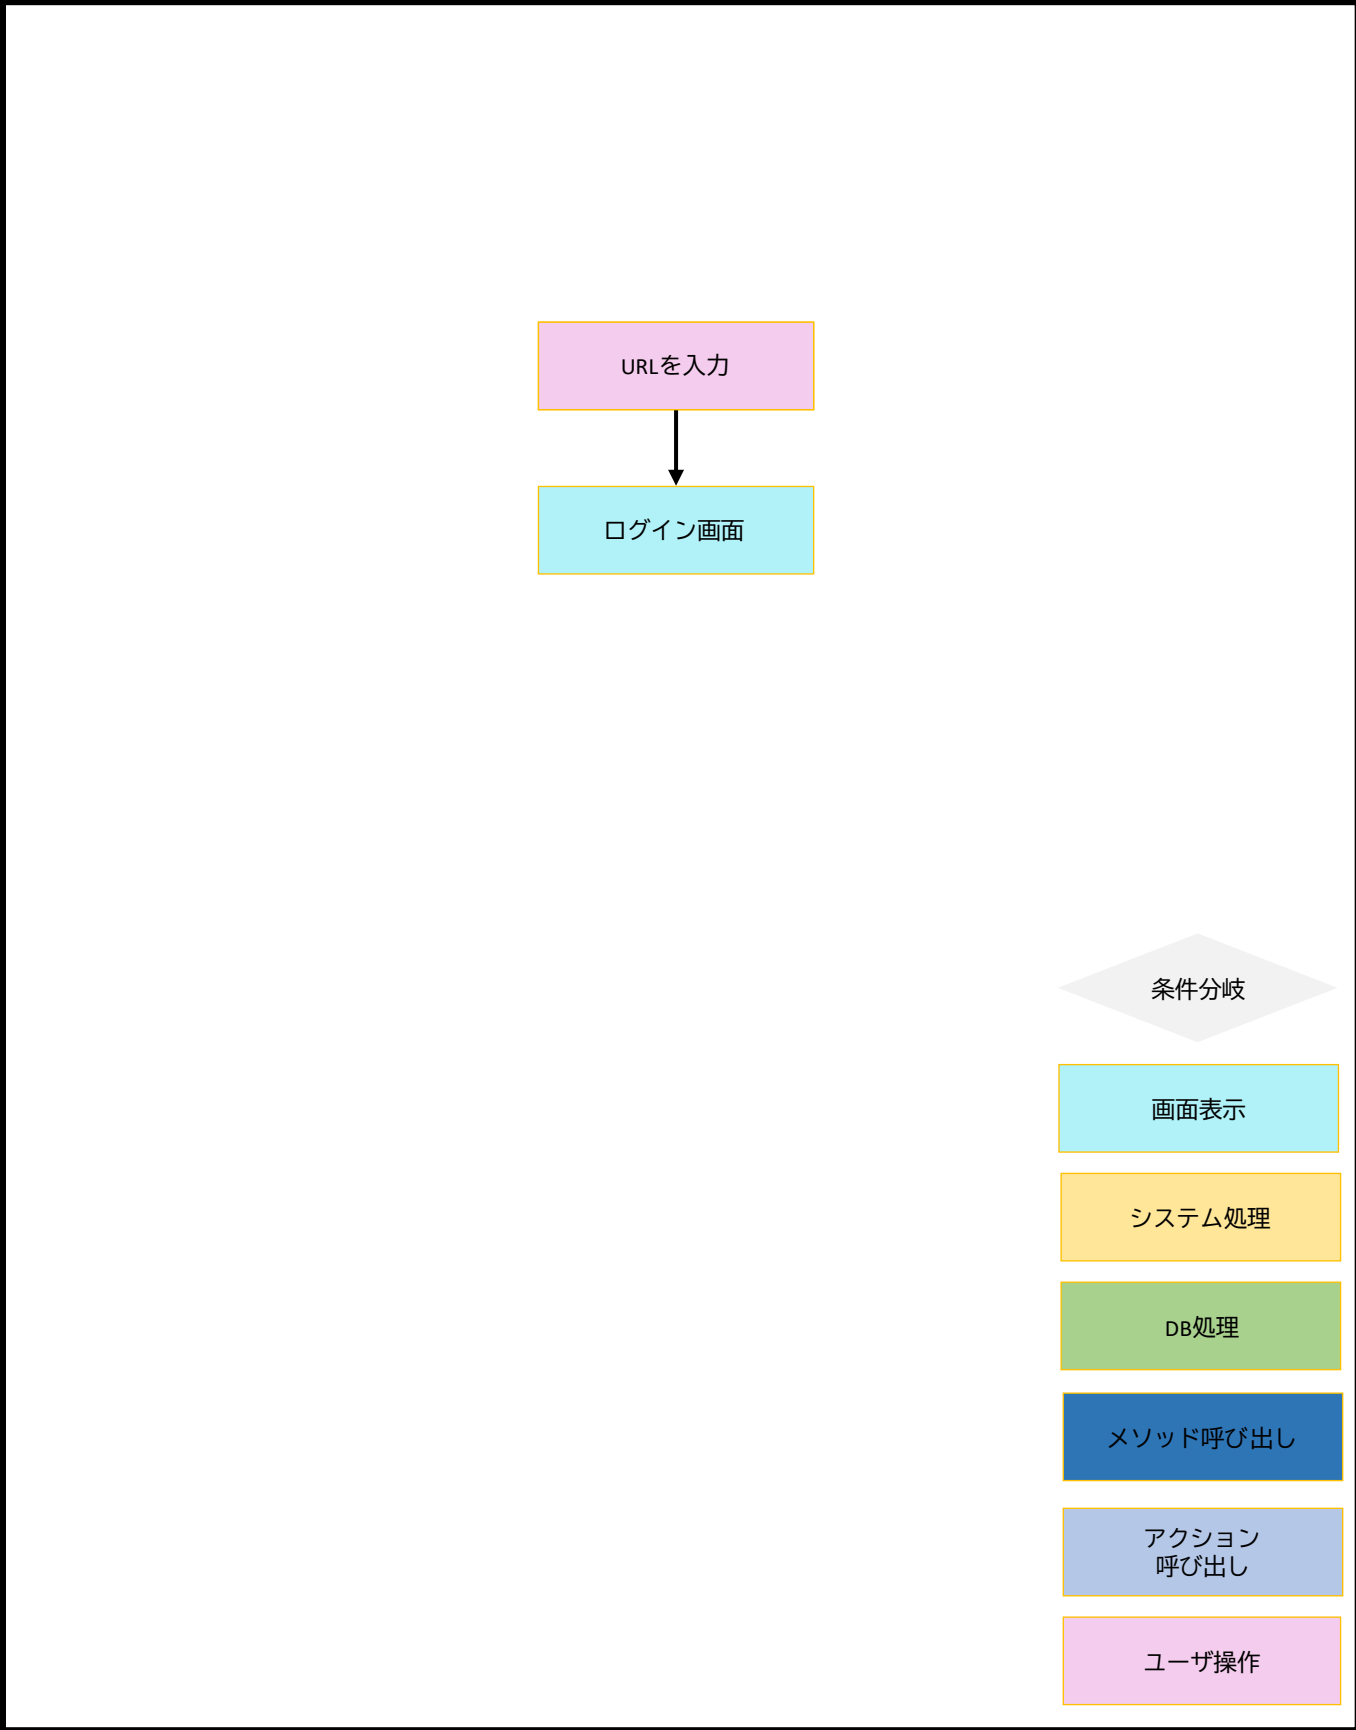 URLを入力
ログイン画面
条件分岐
画面表示
システム処理
DB処理
メソッド呼び出し
アクション
呼び出し
ユーザ操作